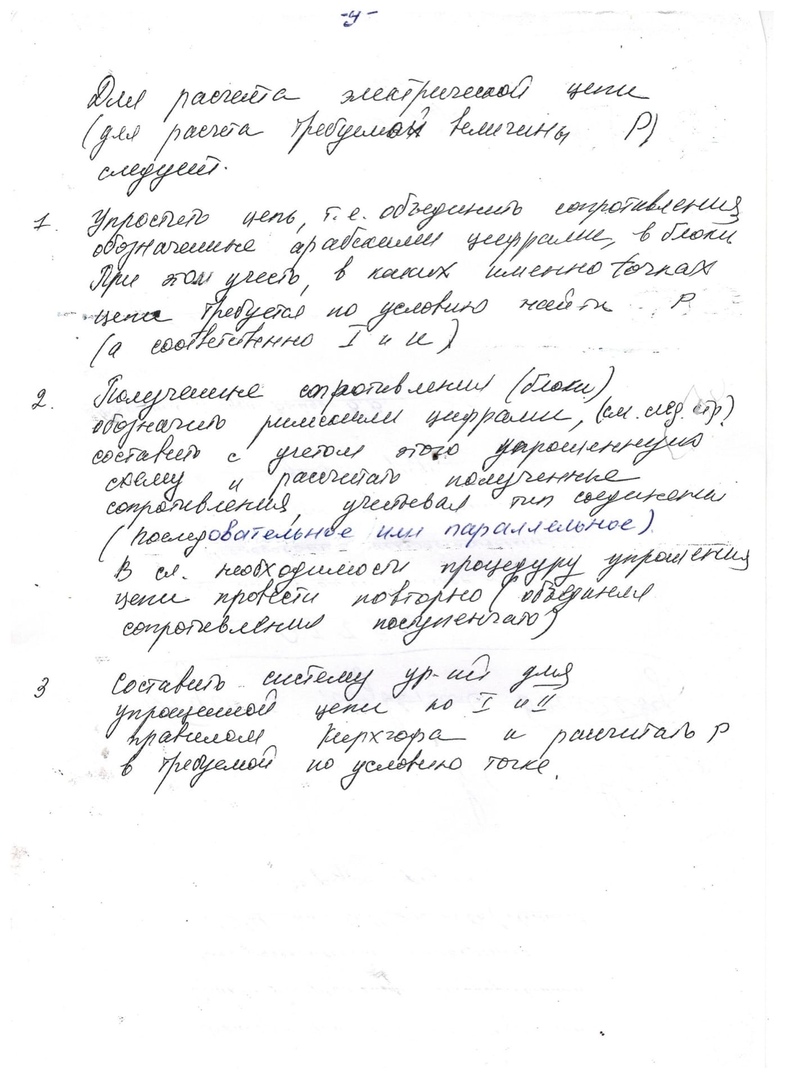 -4-
Для расчета электрической цепи
(для расчета требуемой величины P)
следует.
1. Упростить цепь, т.е. объединить сопротивления,
обозначенные арабскими цифрами, в блоки
При этом учесть, в каких именно точках
цепи требуется по условию найти P
(а соответственно I и U)
2. Полученные сопротивления (блоки)
обозначить римскими цифрами, (см. след. стр.)
составить с учетом этого упрощенную
схему и рассчитать полученные
сопротивления, учитывая тип соединения
(последовательное или параллельное).
В сл. необходимости процедуру упрощения
цепи провести повторно (объединяя
сопротивления поступенчато)
3 Составить систему ур-ий для
упрощенной цепи по I и II
правилам Кирхгофа и рассчитать P
в требуемой по условию точке.